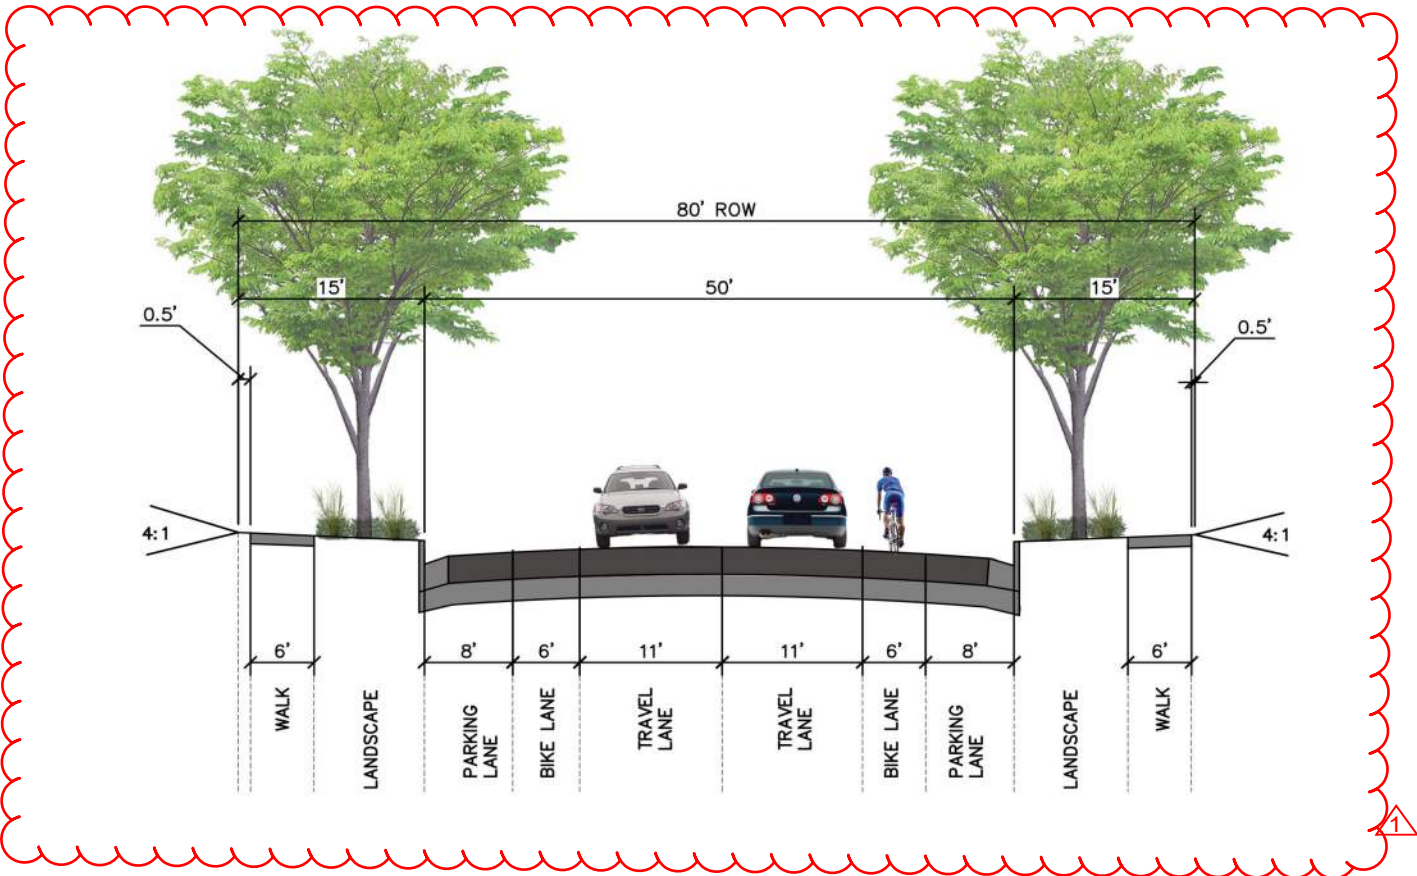 80' ROW
15'
50'
15'
0.5'
0.5'
4:1
4:1
6'
8'
6'
11'
11'
6'
8'
6'
WALK
LANDSCAPE
PARKING
LANE
BIKE LANE
TRAVEL
LANE
TRAVEL
LANE
BIKE LANE
PARKING
LANE
LANDSCAPE
WALK
1